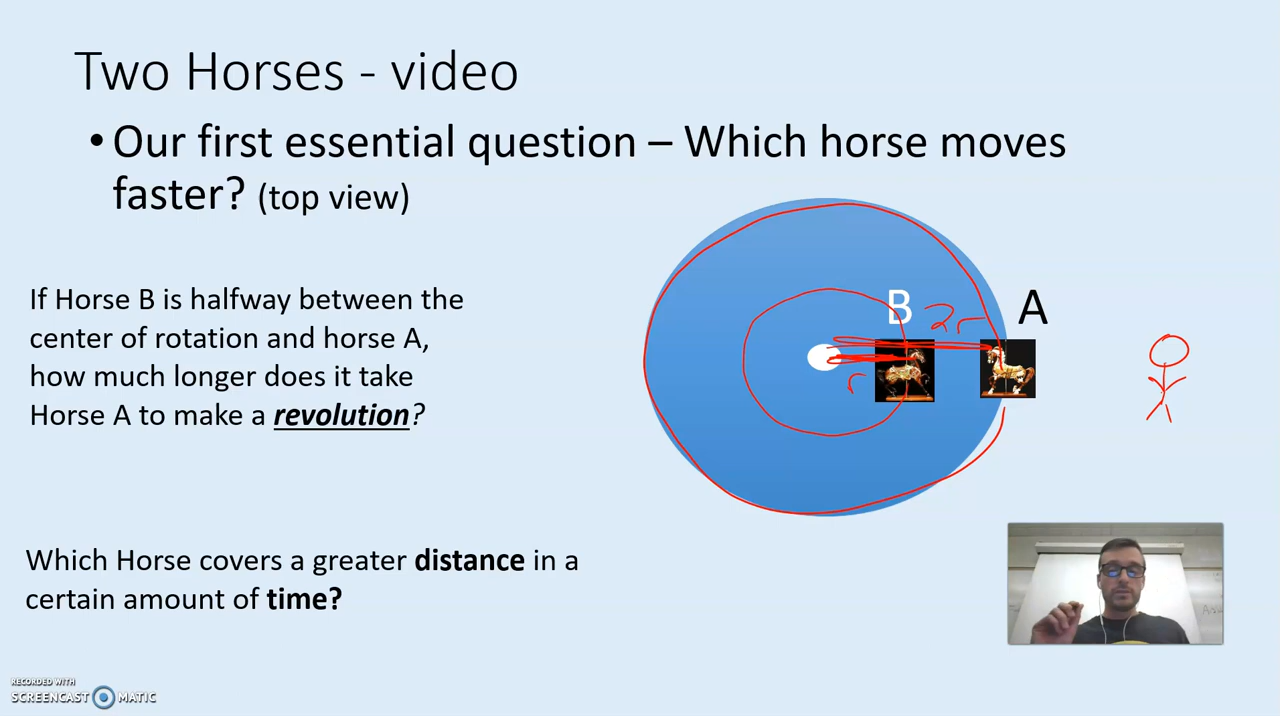 Two Horses - video
• Our first essential question – Which horse moves
faster? (top view)
B
2r
A
If Horse B is halfway between the
center of rotation and horse A,
how much longer does it take
Horse A to make a revolution?
r
Which Horse covers a greater distance in a
certain amount of time?
RECORDED WITH
SCREENCAST MATIC